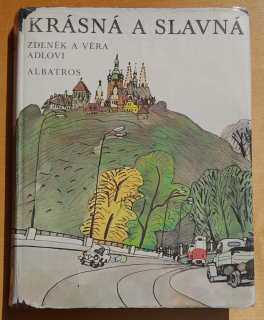 KRÁSNÁ A SLAVNÁ
ZDENĚK A VĚRA
ADLOVI
ALBATROS